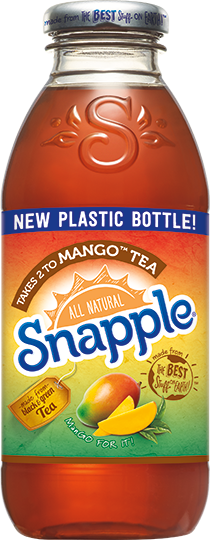 made from THE BEST Stuff ON EARTH!
S
NEW PLASTIC BOTTLE!
TAKES 2 TO MANGO™ TEA
ALL NATURAL
Snapple®
made from
THE BEST
Stuff on EARTH!
made from
black & green
Tea
MANGO FOR IT!